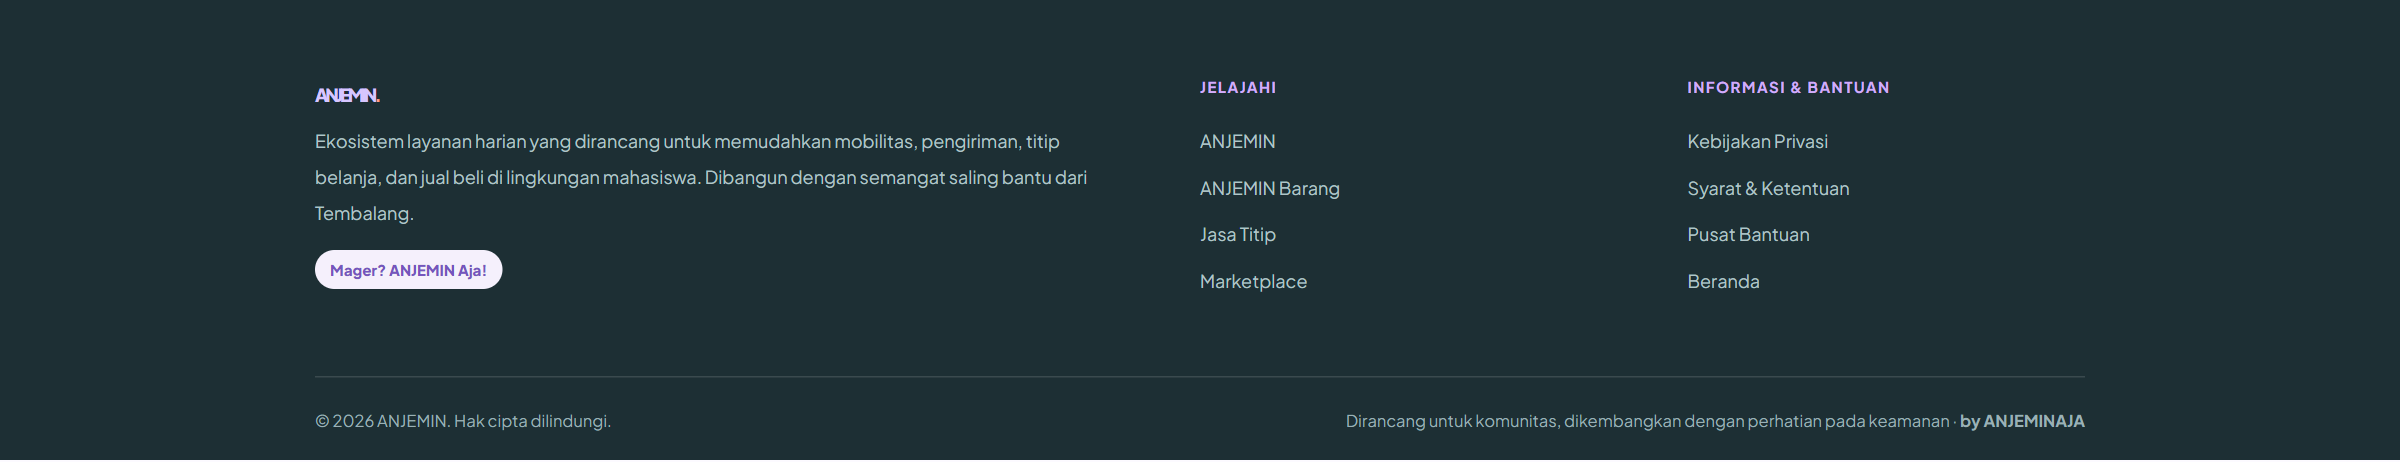 ANJEMIN.
Ekosistem layanan harian yang dirancang untuk memudahkan mobilitas, pengiriman, titip
belanja, dan jual beli di lingkungan mahasiswa. Dibangun dengan semangat saling bantu dari
Tembalang.
Mager? ANJEMIN Aja!
JELAJAHI
ANJEMIN
ANJEMIN Barang
Jasa Titip
Marketplace
INFORMASI & BANTUAN
Kebijakan Privasi
Syarat & Ketentuan
Pusat Bantuan
Beranda
© 2026 ANJEMIN. Hak cipta dilindungi.
Dirancang untuk komunitas, dikembangkan dengan perhatian pada keamanan · by ANJEMINAJA